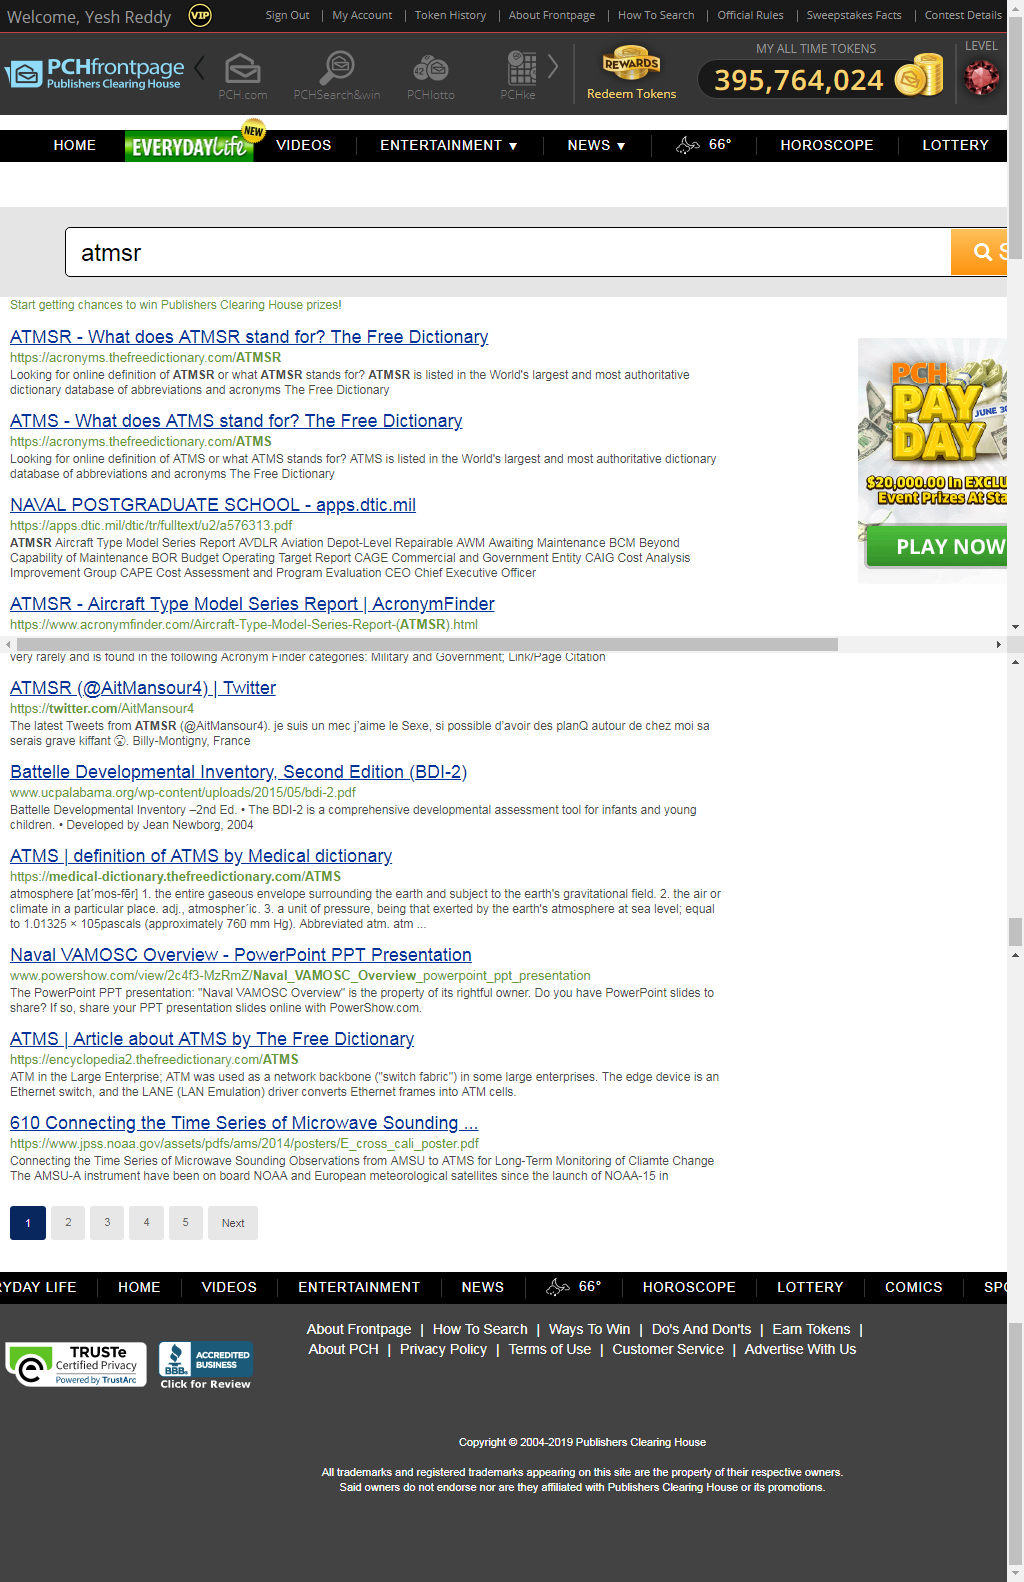 Welcome, Yesh Reddy VIP Sign Out | My Account | Token History | About Frontpage | How To Search | Official Rules | Sweepstakes Facts | Contest Details
PCHfrontpage
Publishers Clearing House
PCH.com PCHSearch&win PCHlotto PCHke
REWARDS
Redeem Tokens
MY ALL TIME TOKENS
395,764,024
LEVEL
HOME EVERYDAY Life NEW VIDEOS ENTERTAINMENT ▼ NEWS ▼ 66° HOROSCOPE LOTTERY
atmsr
S
Start getting chances to win Publishers Clearing House prizes!
ATMSR - What does ATMSR stand for? The Free Dictionary
https://acronyms.thefreedictionary.com/ATMSR
Looking for online definition of ATMSR or what ATMSR stands for? ATMSR is listed in the World's largest and most authoritative
dictionary database of abbreviations and acronyms The Free Dictionary
ATMS - What does ATMS stand for? The Free Dictionary
https://acronyms.thefreedictionary.com/ATMS
Looking for online definition of ATMS or what ATMS stands for? ATMS is listed in the World's largest and most authoritative dictionary
database of abbreviations and acronyms The Free Dictionary
NAVAL POSTGRADUATE SCHOOL - apps.dtic.mil
https://apps.dtic.mil/dtic/tr/fulltext/u2/a576313.pdf
ATMSR Aircraft Type Model Series Report AVDLR Aviation Depot-Level Repairable AWM Awaiting Maintenance BCM Beyond
Capability of Maintenance BOR Budget Operating Target Report CAGE Commercial and Government Entity CAIG Cost Analysis
Improvement Group CAPE Cost Assessment and Program Evaluation CEO Chief Executive Officer
ATMSR - Aircraft Type Model Series Report | AcronymFinder
https://www.acronymfinder.com/Aircraft-Type-Model-Series-Report-(ATMSR).html
PCH
PAY
DAY
JUNE 30
$20,000.00 In EXCLU
Event Prizes At Sta
PLAY NOW
very rarely and is found in the following Acronym Finder categories: Military and Government; Link/Page Citation
ATMSR (@AitMansour4) | Twitter
https://twitter.com/AitMansour4
The latest Tweets from ATMSR (@AitMansour4). je suis un mec j'aime le Sexe, si possible d'avoir des planQ autour de chez moi sa
serais grave kiffant 😮. Billy-Montigny, France
Battelle Developmental Inventory, Second Edition (BDI-2)
www.ucpalabama.org/wp-content/uploads/2015/05/bdi-2.pdf
Battelle Developmental Inventory –2nd Ed. • The BDI-2 is a comprehensive developmental assessment tool for infants and young
children. • Developed by Jean Newborg, 2004
ATMS | definition of ATMS by Medical dictionary
https://medical-dictionary.thefreedictionary.com/ATMS
atmosphere [at´mos-fēr] 1. the entire gaseous envelope surrounding the earth and subject to the earth's gravitational field. 2. the air or
climate in a particular place. adj., atmospher´ic. 3. a unit of pressure, being that exerted by the earth's atmosphere at sea level; equal
to 1.01325 × 105pascals (approximately 760 mm Hg). Abbreviated atm. atm ...
Naval VAMOSC Overview - PowerPoint PPT Presentation
www.powershow.com/view/2c4f3-MzRmZ/Naval_VAMOSC_Overview_powerpoint_ppt_presentation
The PowerPoint PPT presentation: "Naval VAMOSC Overview" is the property of its rightful owner. Do you have PowerPoint slides to
share? If so, share your PPT presentation slides online with PowerShow.com.
ATMS | Article about ATMS by The Free Dictionary
https://encyclopedia2.thefreedictionary.com/ATMS
ATM in the Large Enterprise; ATM was used as a network backbone ("switch fabric") in some large enterprises. The edge device is an
Ethernet switch, and the LANE (LAN Emulation) driver converts Ethernet frames into ATM cells.
610 Connecting the Time Series of Microwave Sounding ...
https://www.jpss.noaa.gov/assets/pdfs/ams/2014/posters/E_cross_cali_poster.pdf
Connecting the Time Series of Microwave Sounding Observations from AMSU to ATMS for Long-Term Monitoring of Cliamte Change
The AMSU-A instrument have been on board NOAA and European meteorological satellites since the launch of NOAA-15 in
1 2 3 4 5 Next
RYDAY LIFE HOME VIDEOS ENTERTAINMENT NEWS 66° HOROSCOPE LOTTERY COMICS SPO
About Frontpage | How To Search | Ways To Win | Do's And Don'ts | Earn Tokens |
About PCH | Privacy Policy | Terms of Use | Customer Service | Advertise With Us
TRUSTe
Certified Privacy
Powered by TrustArc
BBB. ACCREDITED
BUSINESS
Click for Review
Copyright © 2004-2019 Publishers Clearing House
All trademarks and registered trademarks appearing on this site are the property of their respective owners.
Said owners do not endorse nor are they affiliated with Publishers Clearing House or its promotions.